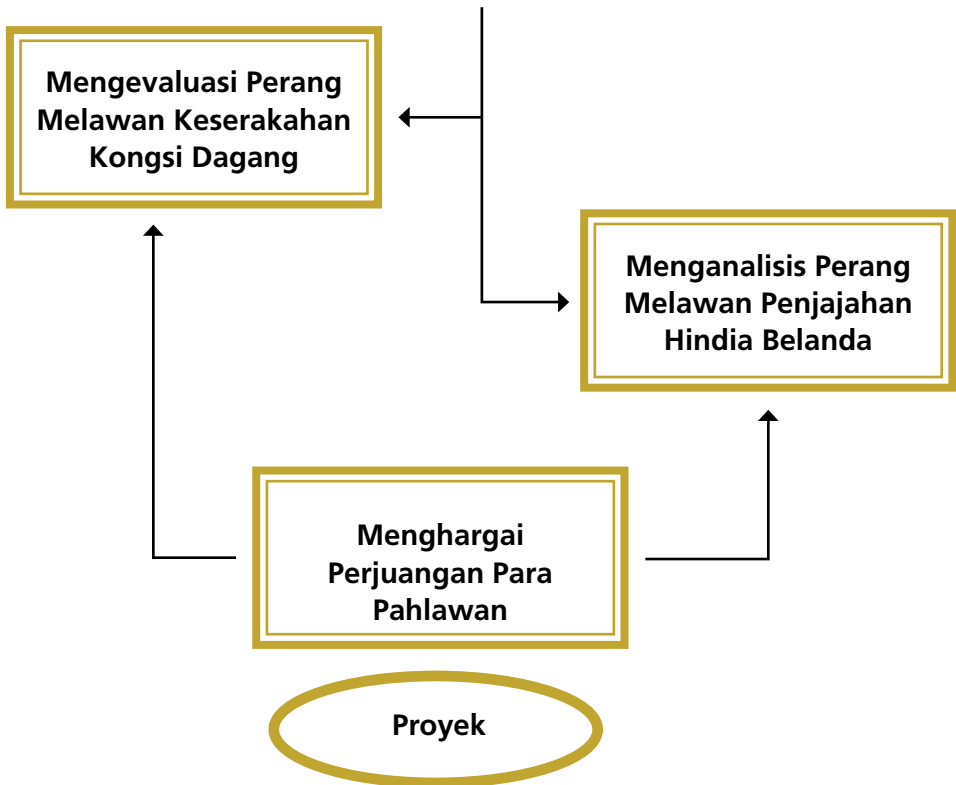 Mengevaluasi Perang
Melawan Keserakahan
Kongsi Dagang
Menganalisis Perang
Melawan Penjajahan
Hindia Belanda
Menghargai
Perjuangan Para
Pahlawan
Proyek